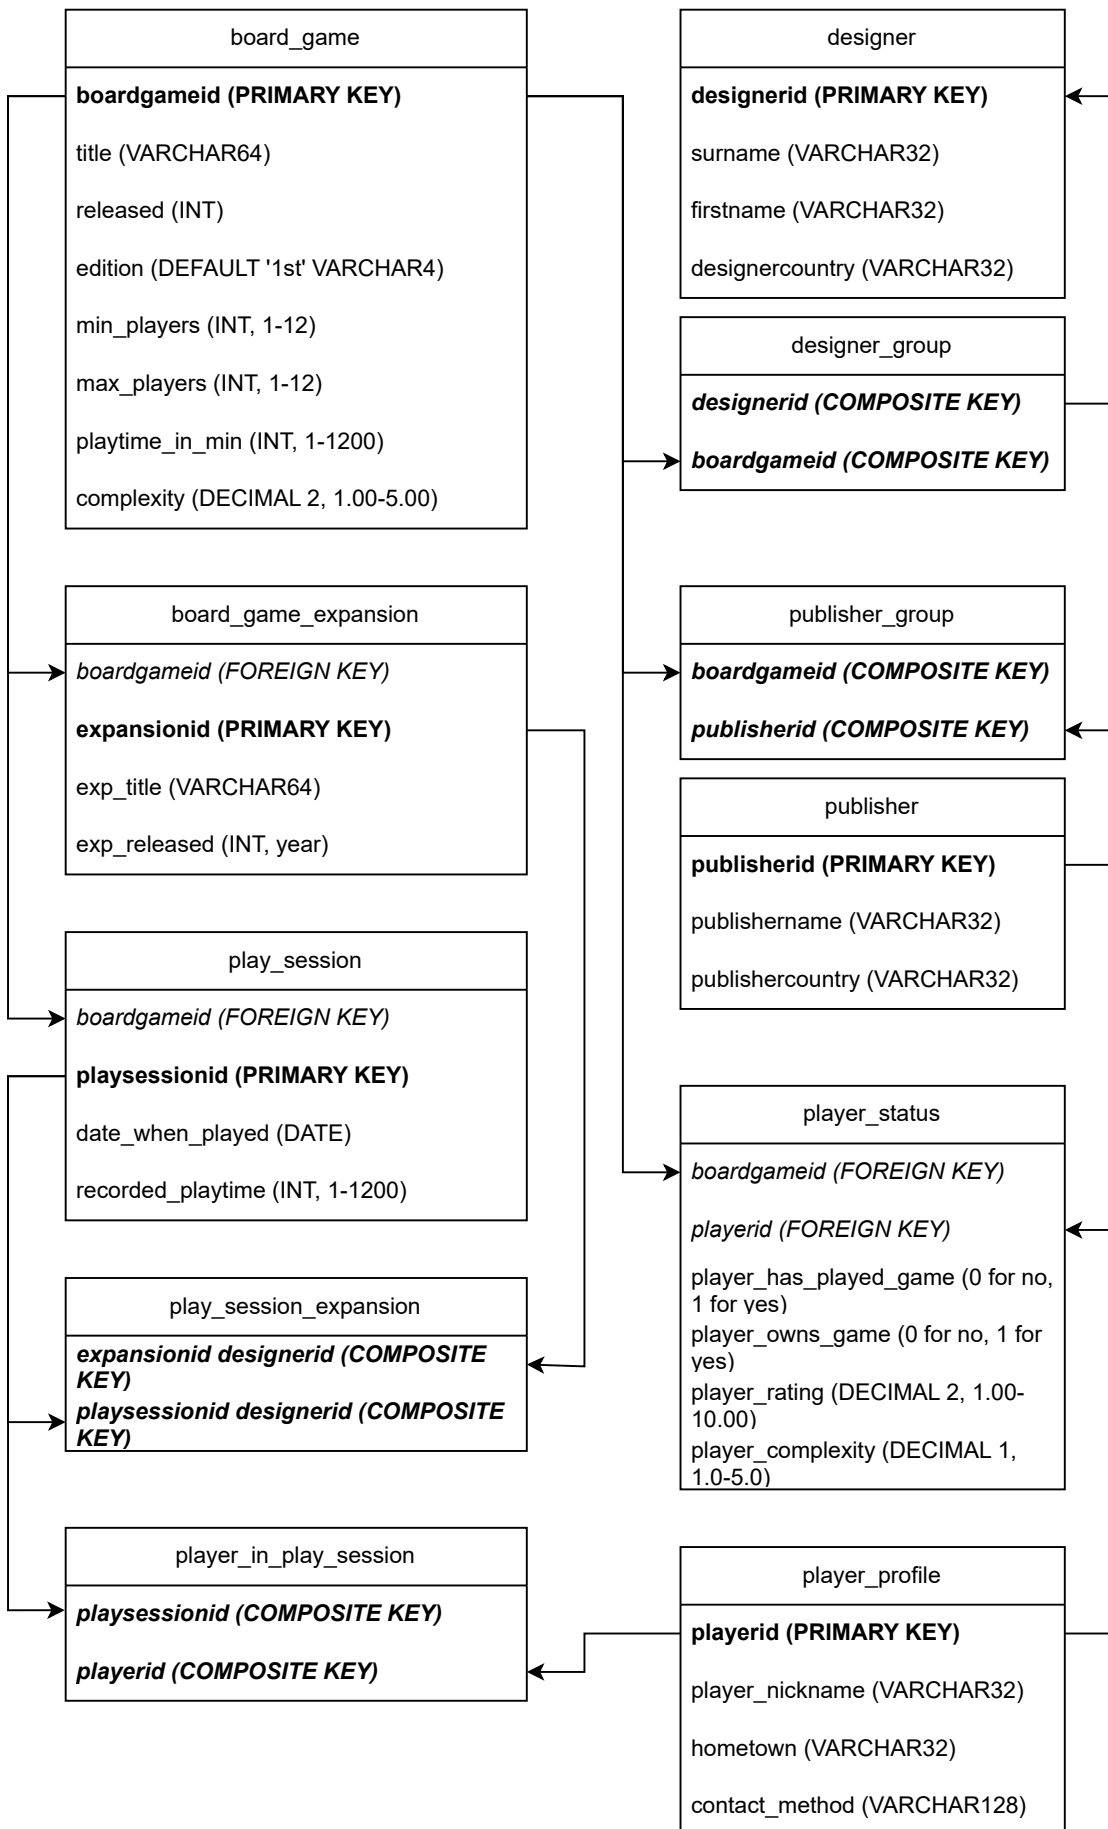 board_game
boardgameid (PRIMARY KEY)
title (VARCHAR64)
released (INT)
edition (DEFAULT '1st' VARCHAR4)
min_players (INT, 1-12)
max_players (INT, 1-12)
playtime_in_min (INT, 1-1200)
complexity (DECIMAL 2, 1.00-5.00)
board_game_expansion
boardgameid (FOREIGN KEY)
expansionid (PRIMARY KEY)
exp_title (VARCHAR64)
exp_released (INT, year)
play_session
boardgameid (FOREIGN KEY)
playsessionid (PRIMARY KEY)
date_when_played (DATE)
recorded_playtime (INT, 1-1200)
play_session_expansion
expansionid designerid (COMPOSITE
KEY)
playsessionid designerid (COMPOSITE
KEY)
player_in_play_session
playsessionid (COMPOSITE KEY)
playerid (COMPOSITE KEY)
designer
designerid (PRIMARY KEY)
surname (VARCHAR32)
firstname (VARCHAR32)
designercountry (VARCHAR32)
designer_group
designerid (COMPOSITE KEY)
boardgameid (COMPOSITE KEY)
publisher_group
boardgameid (COMPOSITE KEY)
publisherid (COMPOSITE KEY)
publisher
publisherid (PRIMARY KEY)
publishername (VARCHAR32)
publishercountry (VARCHAR32)
player_status
boardgameid (FOREIGN KEY)
playerid (FOREIGN KEY)
player_has_played_game (0 for no,
1 for yes)
player_owns_game (0 for no, 1 for
yes)
player_rating (DECIMAL 2, 1.00-
10.00)
player_complexity (DECIMAL 1,
1.0-5.0)
player_profile
playerid (PRIMARY KEY)
player_nickname (VARCHAR32)
hometown (VARCHAR32)
contact_method (VARCHAR128)